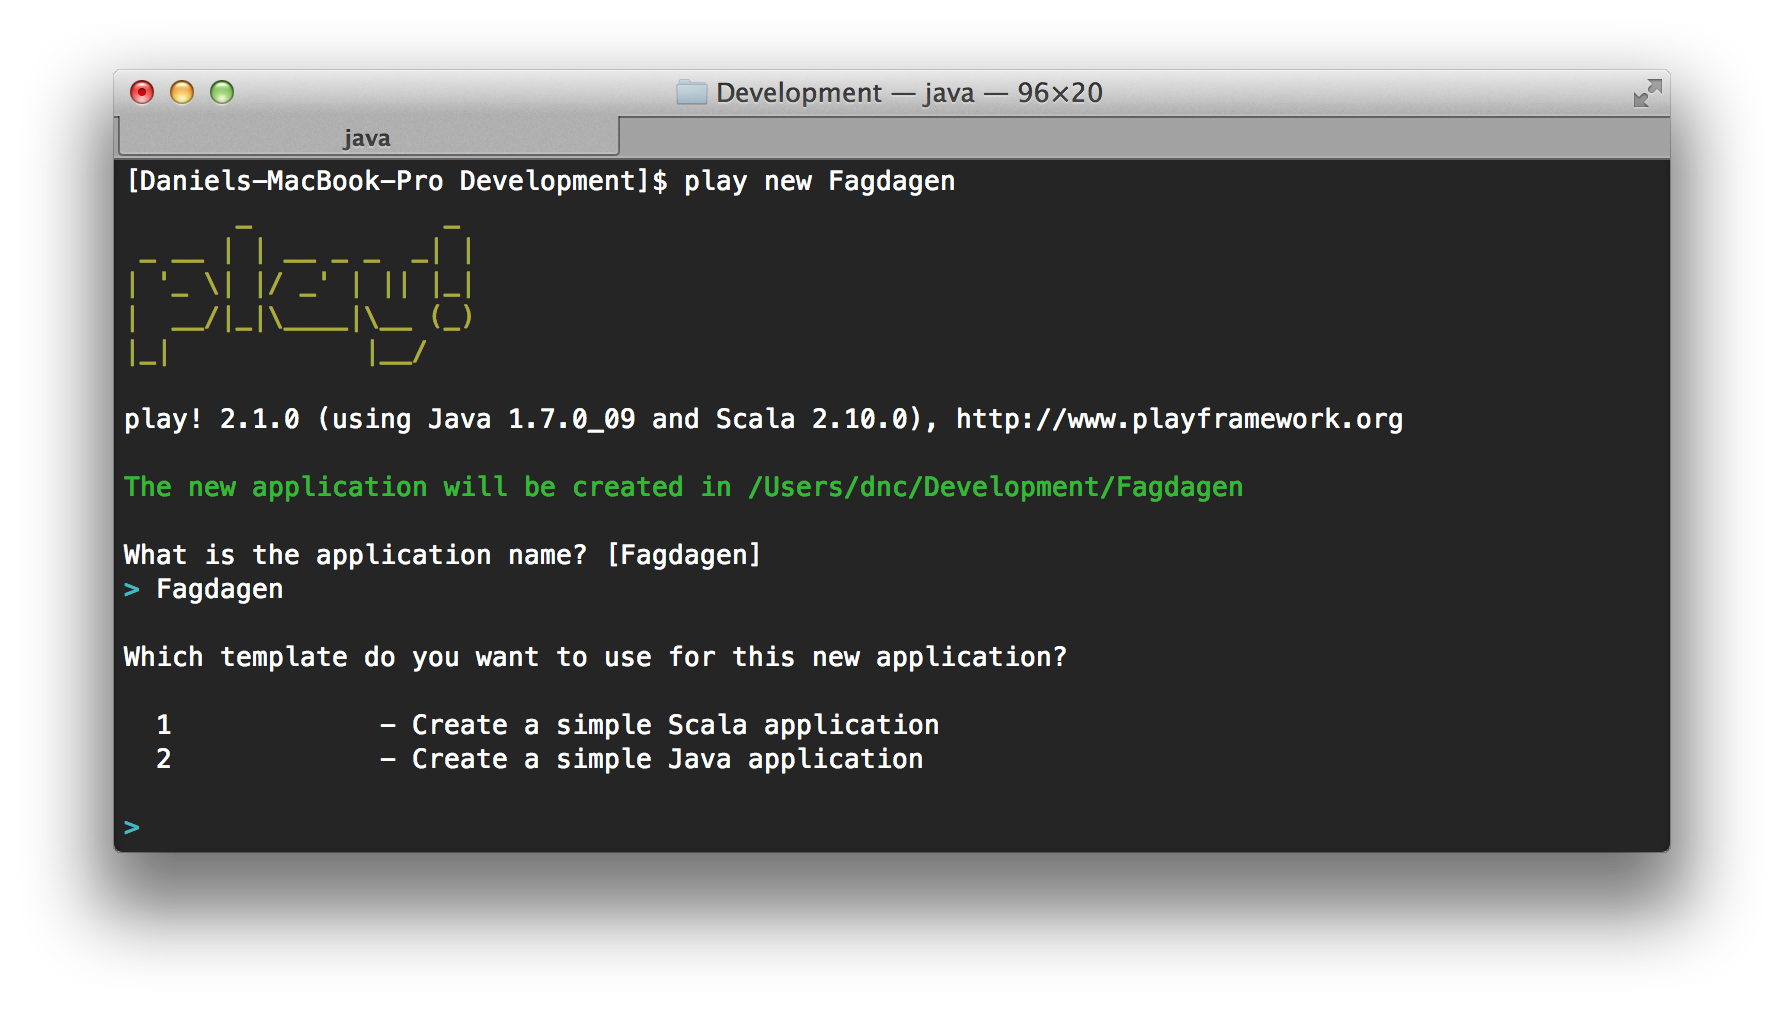 Development — java — 96×20
java
[Daniels-MacBook-Pro Development]$ play new Fagdagen
       _            _
 _ __ | | __ _ _  _| |
| '_ \| |/ _' | || |_|
|  __/|_|\____|\__ (_)
|_|            |__/
play! 2.1.0 (using Java 1.7.0_09 and Scala 2.10.0), http://www.playframework.org
The new application will be created in /Users/dnc/Development/Fagdagen
What is the application name? [Fagdagen]
> Fagdagen
Which template do you want to use for this new application?
  1             - Create a simple Scala application
  2             - Create a simple Java application
>